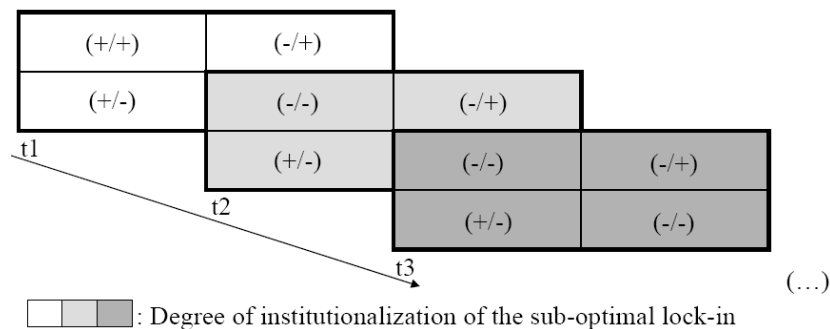 (+/+) (-/+)
(+/-) (-/-) (-/+)
t1 (+/-) (-/-) (-/+)
t2 (+/-) (-/-)
t3
(…)
: Degree of institutionalization of the sub-optimal lock-in